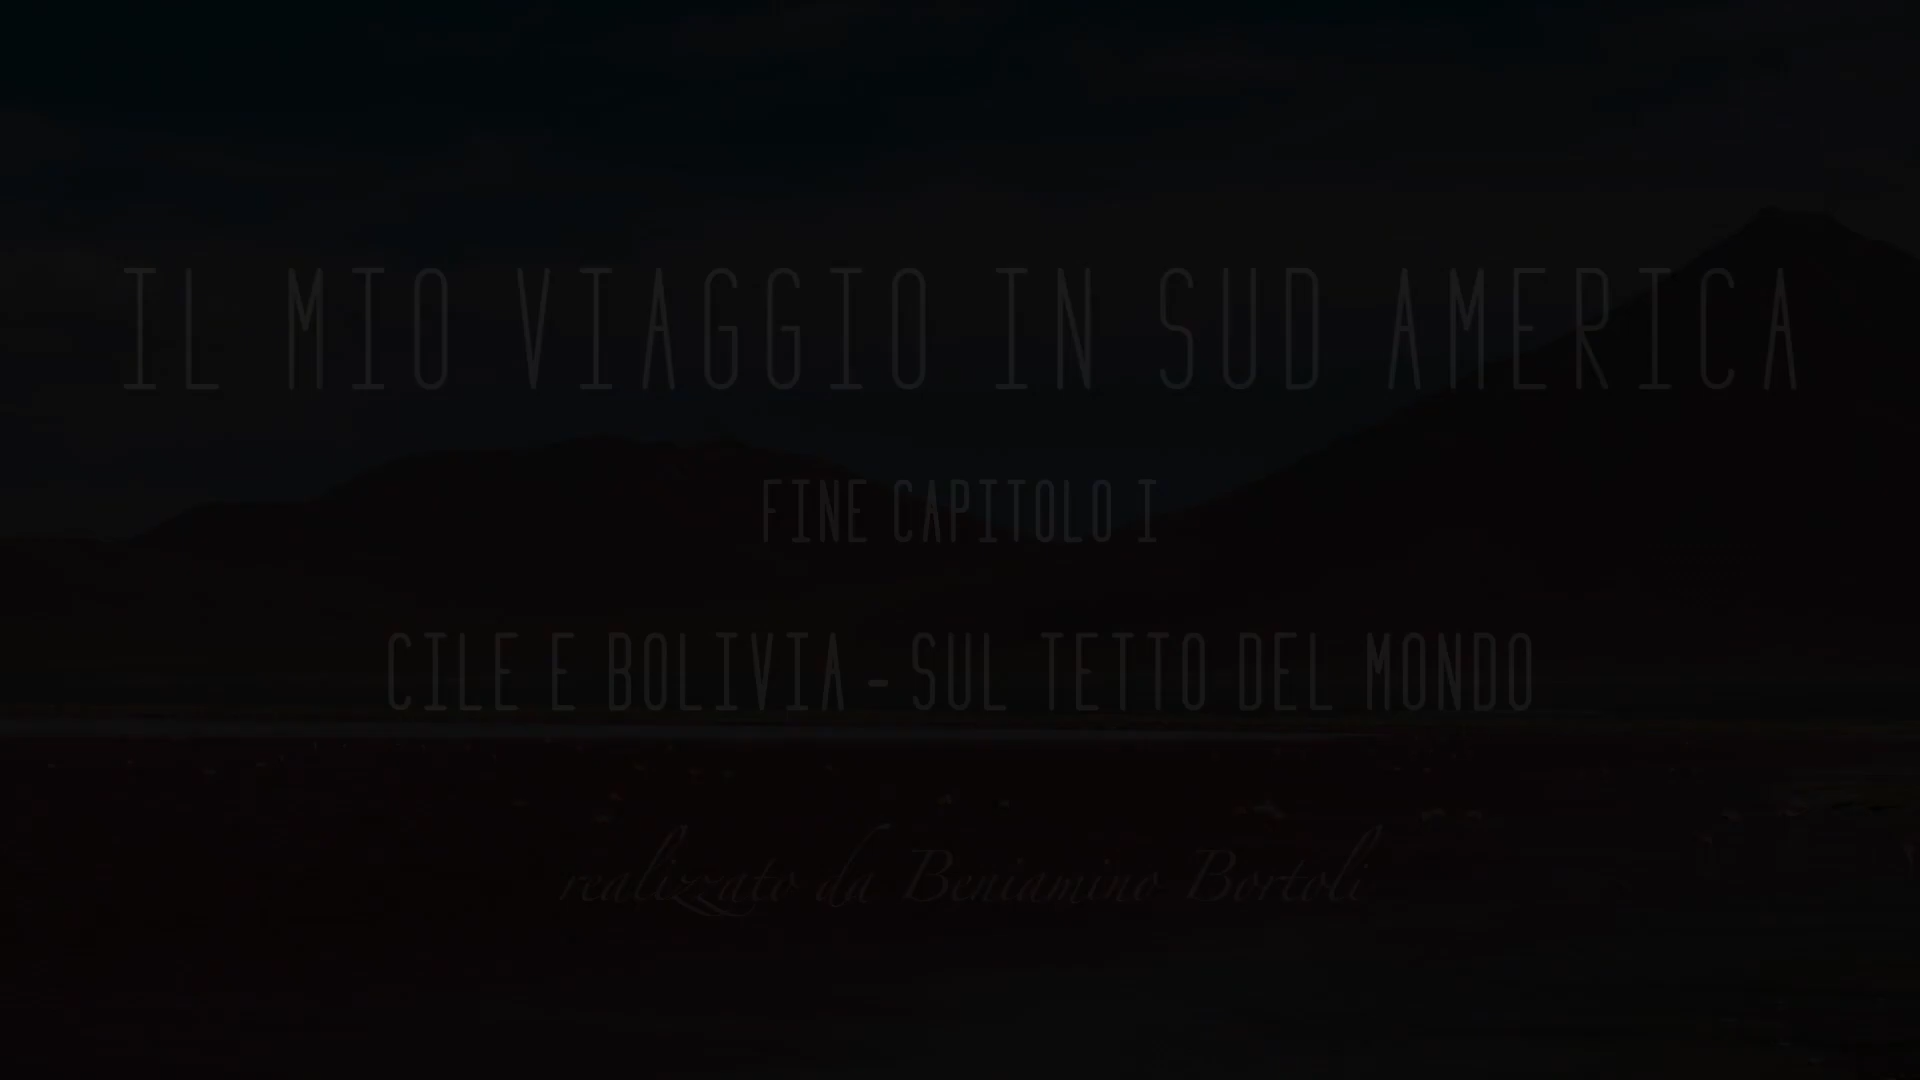 IL MIO VIAGGIO IN SUD AMERICA
FINE CAPITOLO I
CILE E BOLIVIA - SUL TETTO DEL MONDO
realizzato da Beniamino Bortoli